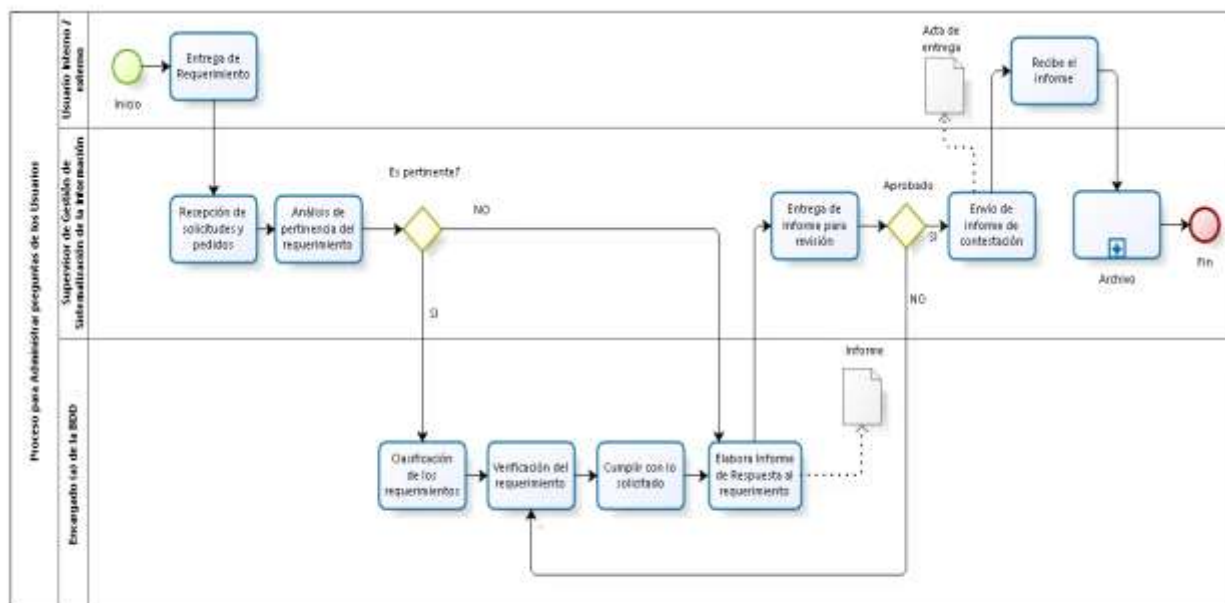 Proceso para Administrar preguntas de los Usuarios
Usuario Interno /
externo
Inicio
Entrega de
Requerimiento
Acta de
entrega
Recibe el
informe
Supervisor de Gestión de
Sistematización de la Información
Recepción de
solicitudes y
pedidos
Análisis de
pertinencia del
requerimiento
Es pertinente?
NO
SI
Entrega de
informe para
revisión
Aprobado
SI
NO
Envío de
informe de
contestación
Archivo
Fin
Encargado (a) de la BDD
Clasificación
de los
requerimientos
Verificación del
requerimiento
Cumplir con lo
solicitado
Elabora Informe
de Respuesta al
requerimiento
Informe